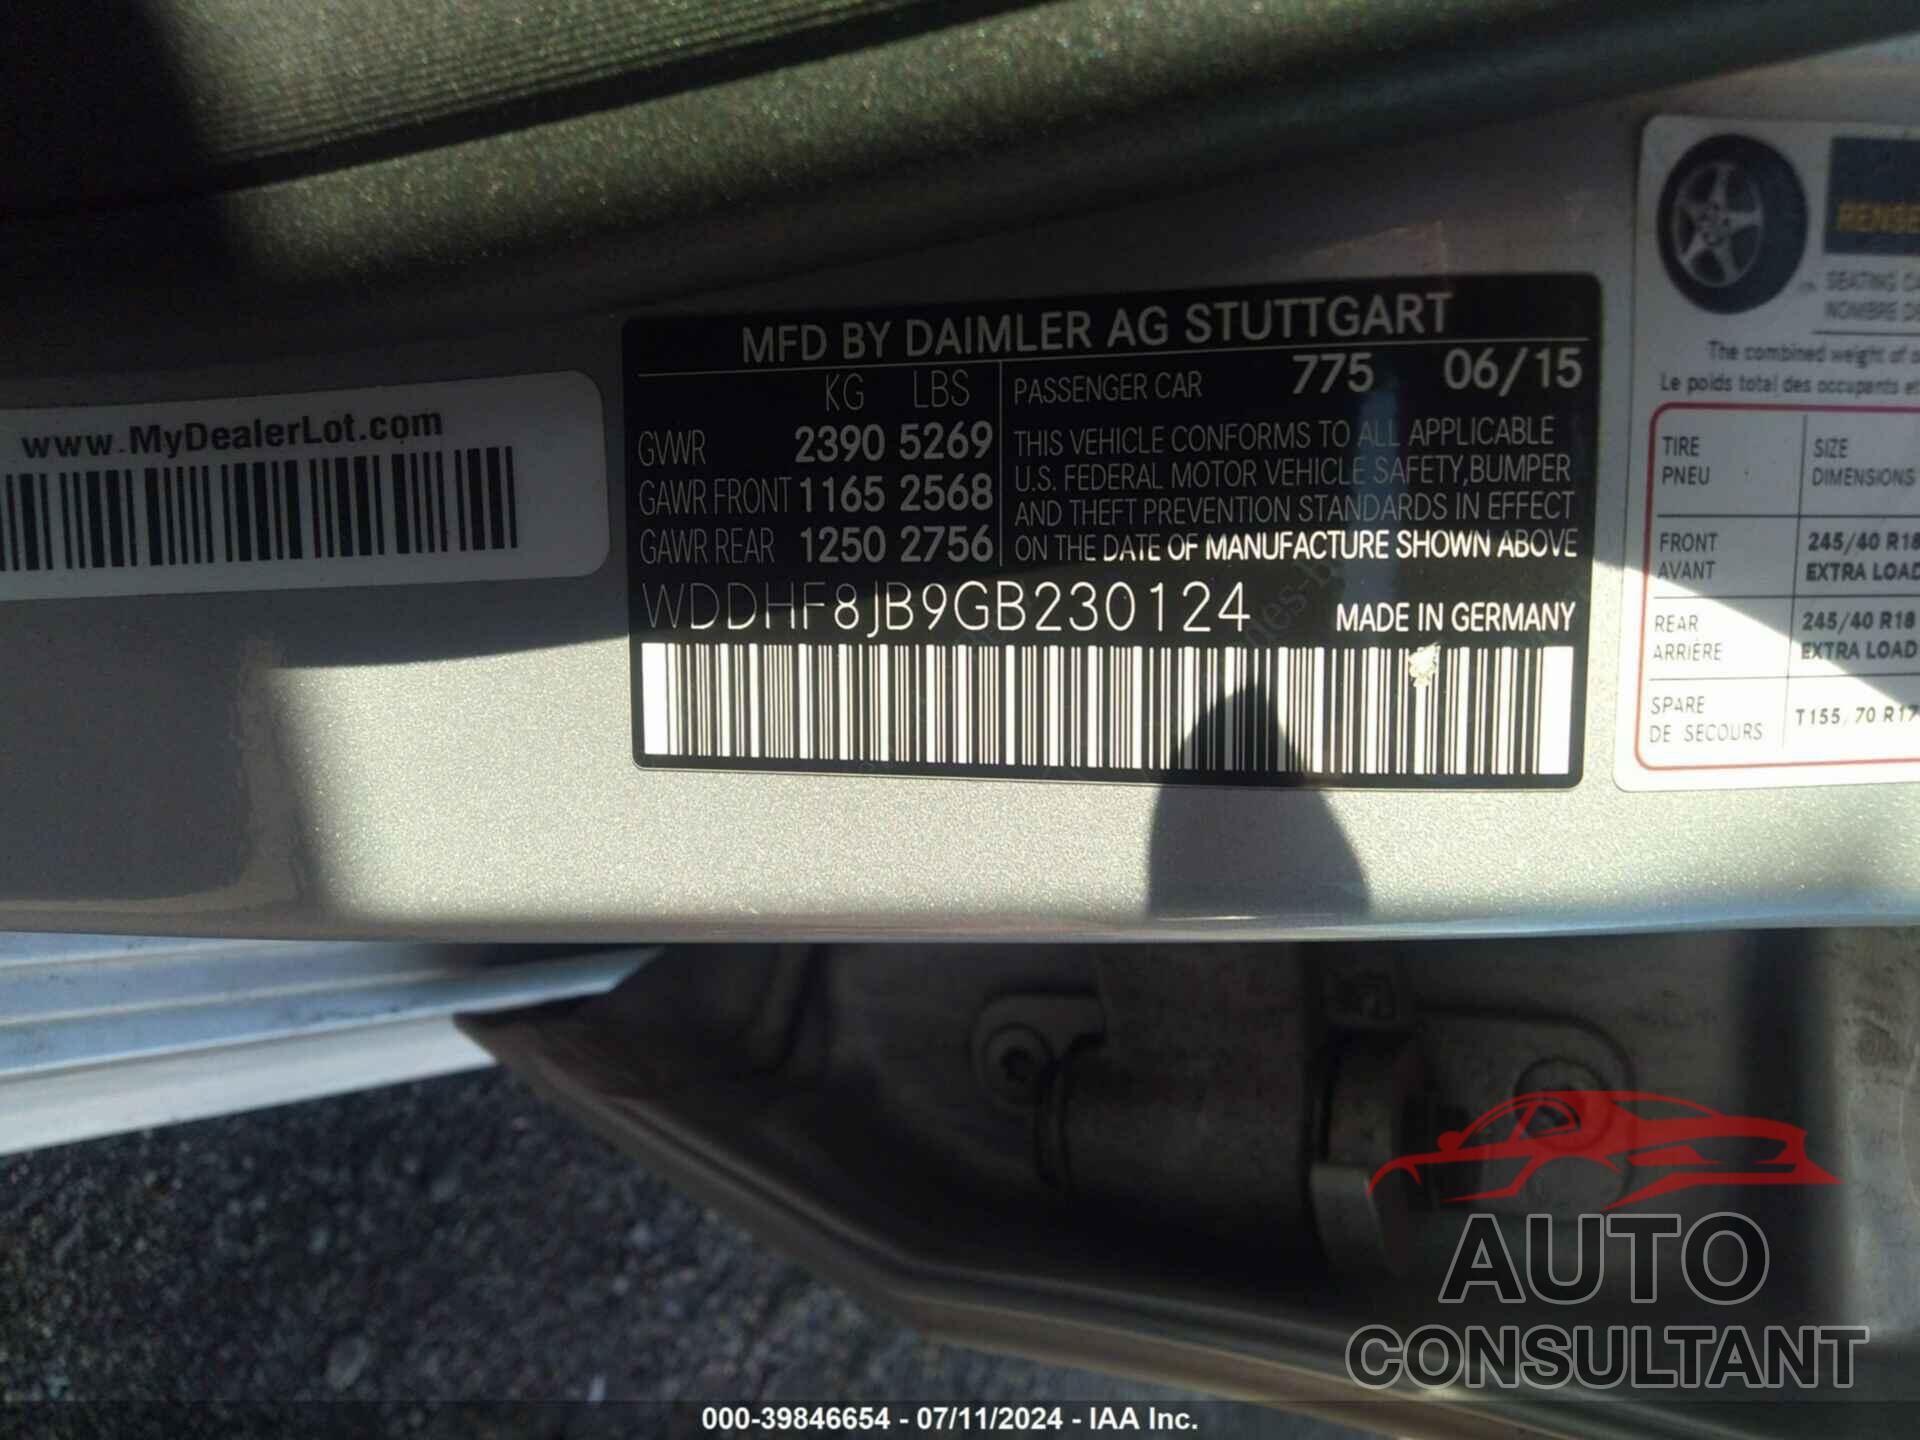 www.MyDealerLot.com
MFD BY DAIMLER AG STUTTGART
KG LBS
GVWR 2390 5269
GAWR FRONT 1165 2568
GAWR REAR 1250 2756
PASSENGER CAR 775 06/15
THIS VEHICLE CONFORMS TO ALL APPLICABLE
U.S. FEDERAL MOTOR VEHICLE SAFETY, BUMPER
AND THEFT PREVENTION STANDARDS IN EFFECT
ON THE DATE OF MANUFACTURE SHOWN ABOVE
WDDHF8JB9GB230124 MADE IN GERMANY
SEATING
NOMBRE
The combined weight of
Le poids total des occupants
TIRE SIZE
PNEU DIMENSIONS
FRONT 245/40 R18
AVANT EXTRA LOAD
REAR 245/40 R18
ARRIÈRE EXTRA LOAD
SPARE
DE SECOURS T155/70 R17
AUTO
CONSULTANT
000-39846654 - 07/11/2024 - IAA Inc.